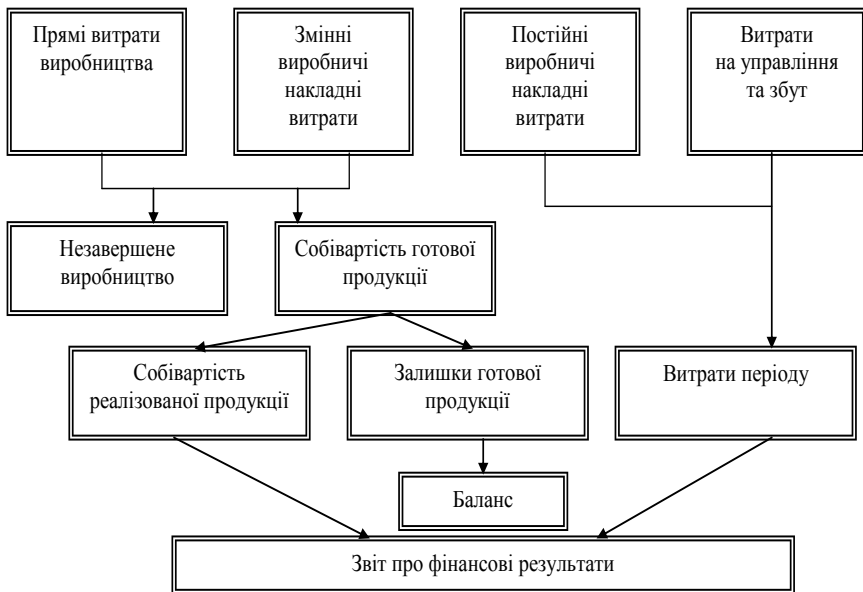 Прямі витрати
виробництва
Змінні
виробничі
накладні
витрати
Постійні
виробничі
накладні
витрати
Витрати
на управління
та збут
Незавершене
виробництво
Собівартість готової
продукції
Собівартість
реалізованої продукції
Залишки готової
продукції
Витрати періоду
Баланс
Звіт про фінансові результати